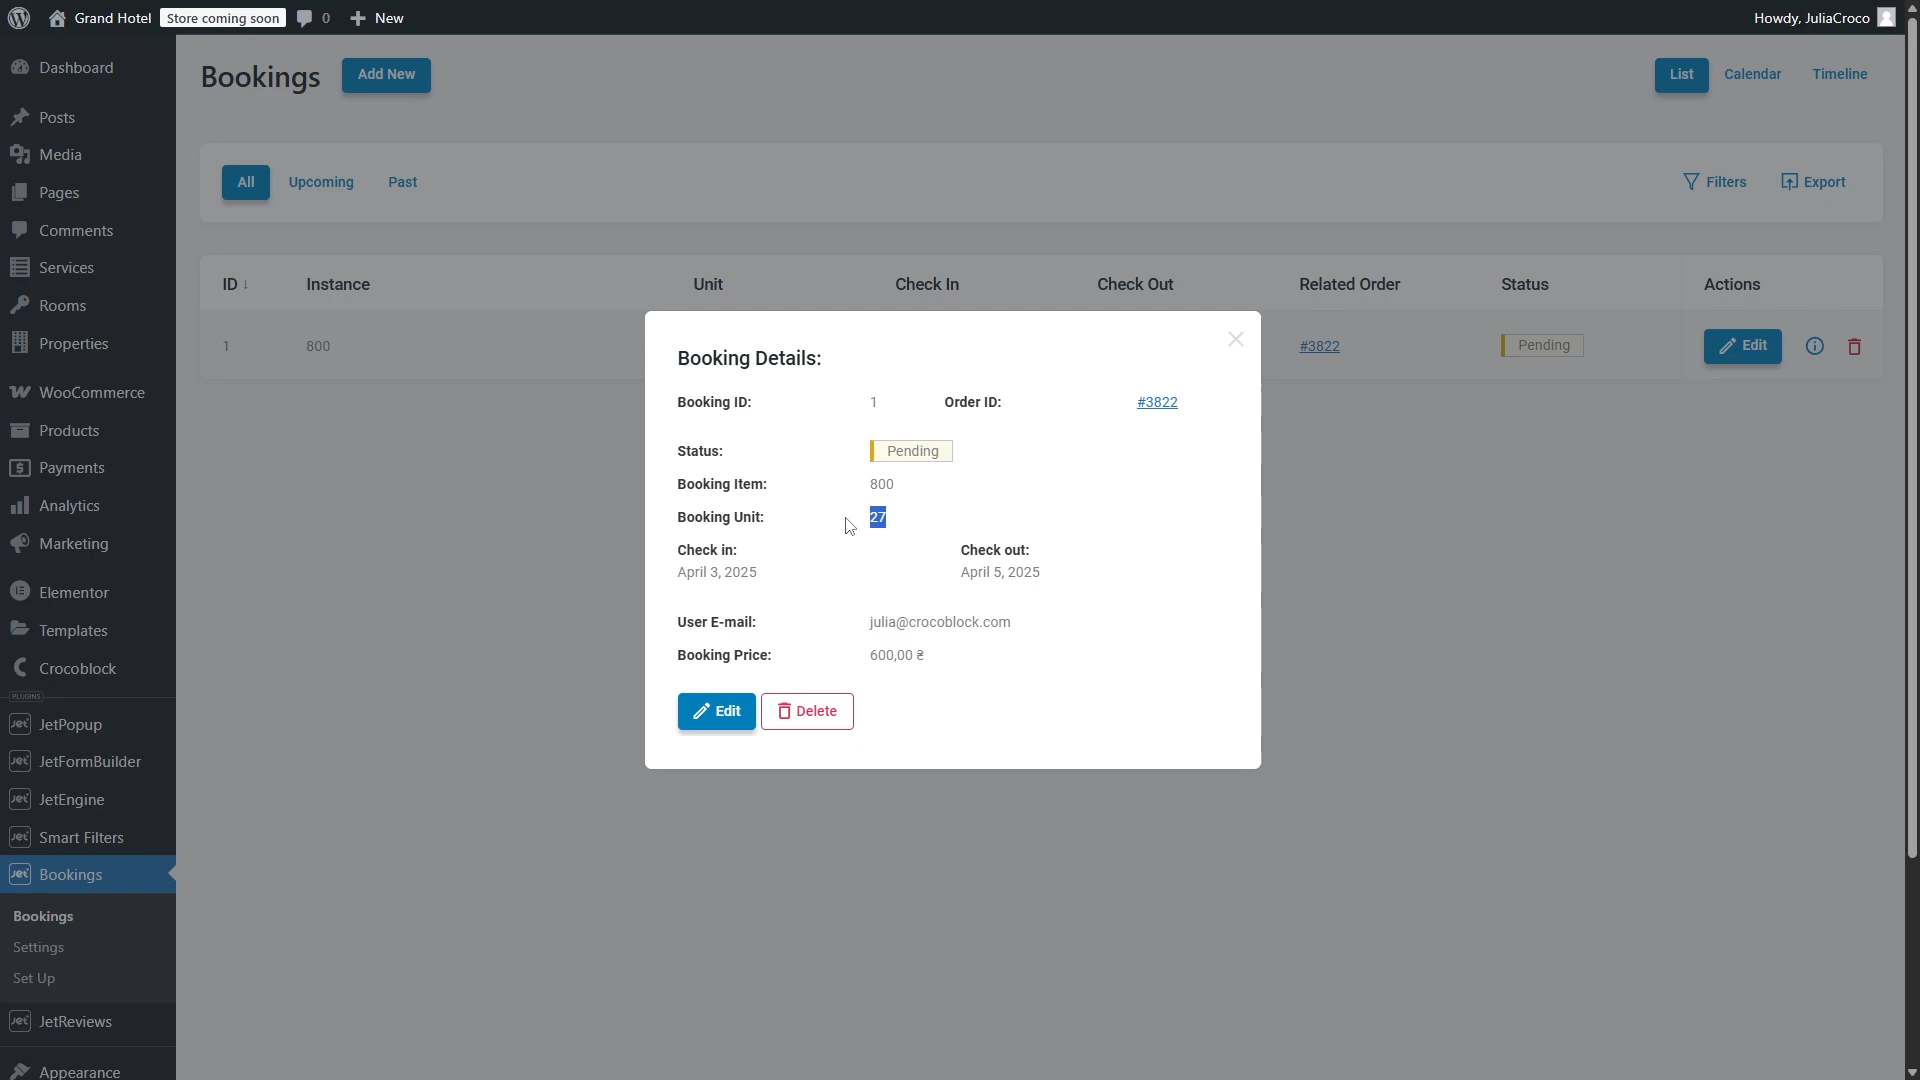 Grand Hotel Store coming soon 0 New Howdy, JuliaCroco
Dashboard
Posts
Media
Pages
Comments
Services
Rooms
Properties
WooCommerce
Products
Payments
Analytics
Marketing
Elementor
Templates
Crocoblock
PLUGINS
JetPopup
JetFormBuilder
JetEngine
Smart Filters
Bookings
Bookings
Settings
Set Up
JetReviews
Appearance
Bookings Add New List Calendar Timeline
All Upcoming Past Filters Export
ID ↓ Instance Unit Check In Check Out Related Order Status Actions
1 800 #3822 Pending Edit
Booking Details:
Booking ID: 1 Order ID: #3822
Status: Pending
Booking Item: 800
Booking Unit: 27
Check in: Check out:
April 3, 2025 April 5, 2025
User E-mail: julia@crocoblock.com
Booking Price: 600,00 ₴
Edit Delete